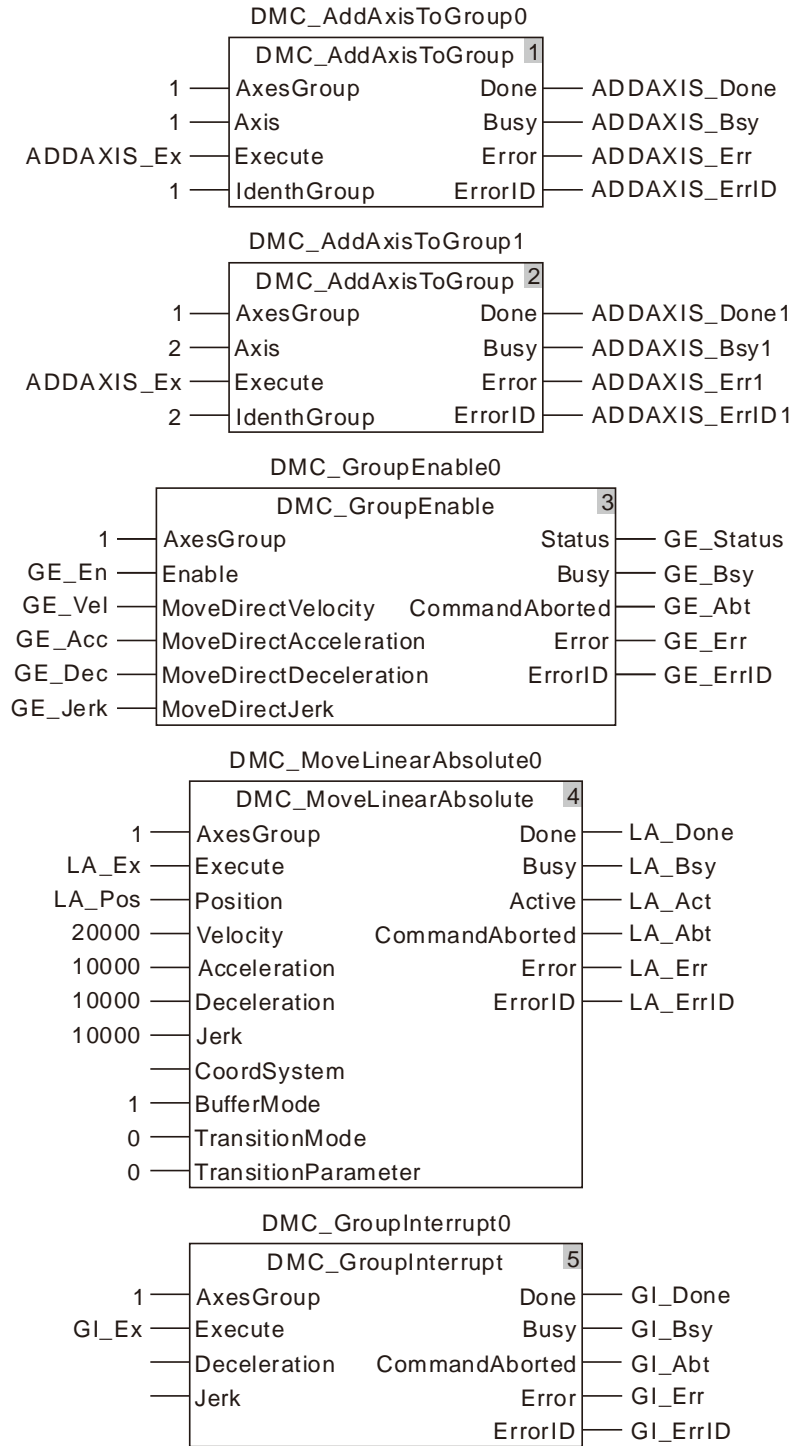 DMC_AddAxisToGroup0
DMC_AddAxisToGroup 1
1 AxesGroup Done ADDAXIS_Done
1 Axis Busy ADDAXIS_Bsy
ADDAXIS_Ex Execute Error ADDAXIS_Err
1 IdenthGroup ErrorID ADDAXIS_ErrID
DMC_AddAxisToGroup1
DMC_AddAxisToGroup 2
1 AxesGroup Done ADDAXIS_Done1
2 Axis Busy ADDAXIS_Bsy1
ADDAXIS_Ex Execute Error ADDAXIS_Err1
2 IdenthGroup ErrorID ADDAXIS_ErrID1
DMC_GroupEnable0
DMC_GroupEnable 3
1 AxesGroup Status GE_Status
GE_En Enable Busy GE_Bsy
GE_Vel MoveDirectVelocity CommandAborted GE_Abt
GE_Acc MoveDirectAcceleration Error GE_Err
GE_Dec MoveDirectDeceleration ErrorID GE_ErrID
GE_Jerk MoveDirectJerk
DMC_MoveLinearAbsolute0
DMC_MoveLinearAbsolute 4
1 AxesGroup Done LA_Done
LA_Ex Execute Busy LA_Bsy
LA_Pos Position Active LA_Act
20000 Velocity CommandAborted LA_Abt
10000 Acceleration Error LA_Err
10000 Deceleration ErrorID LA_ErrID
10000 Jerk
CoordSystem
1 BufferMode
0 TransitionMode
0 TransitionParameter
DMC_GroupInterrupt0
DMC_GroupInterrupt 5
1 AxesGroup Done GI_Done
GI_Ex Execute Busy GI_Bsy
Deceleration CommandAborted GI_Abt
Jerk Error GI_Err
ErrorID GI_ErrID